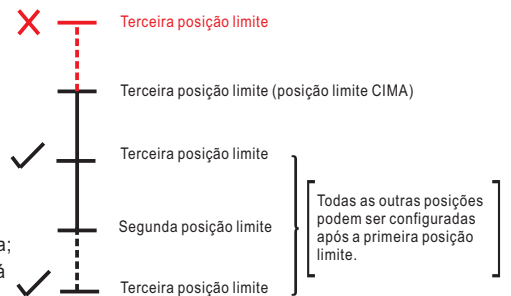 Terceira posição limite
Terceira posição limite (posição limite CIMA)
Terceira posição limite
Todas as outras posições
podem ser configuradas
após a primeira posição
limite.
Segunda posição limite
a;
á
Terceira posição limite